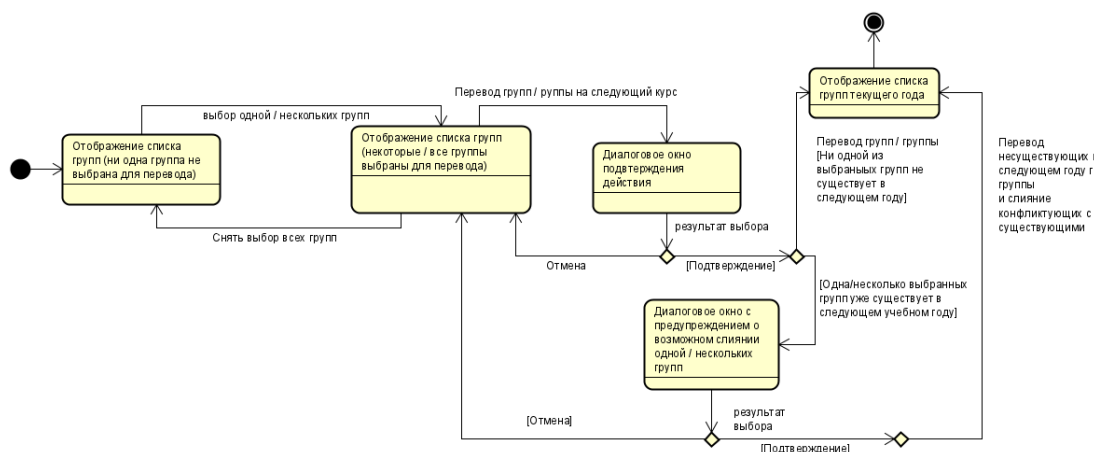 Отображение списка
групп текущего года
Перевод групп / руппы на следующий курс
выбор одной / нескольких групп
Отображение списка
групп (ни одна группа не
выбрана для перевода)
Отображение списка групп
(некоторые / все группы
выбраны для перевода)
Диалоговое окно
подвтерждения
действия
Перевод групп / группы
[Ни одной из
выбраныых групп не
существует в
следующем году]
Перевод
несуществующих
следующем году г
группы
и слияние
конфликтующих с
существующими
Снять выбор всех групп
результат выбора
Отмена
[Подтверждение]
[Одна/несколько выбранных
групп уже существует в
следующем учебном году]
Диалоговое окно с
предупреждением о
возможном слиянии
одной / нескольких
групп
результат
выбора
[Отмена]
[Подтверждение]